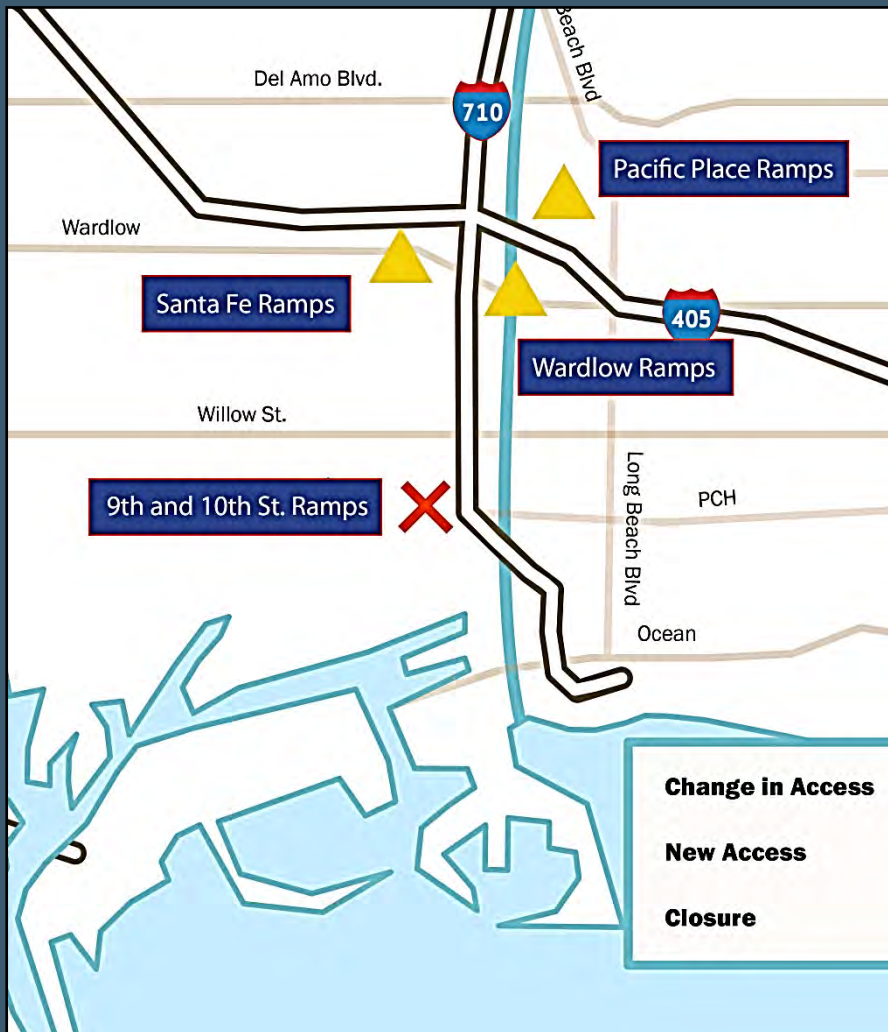 Beach Blvd
Del Amo Blvd.
710
Pacific Place Ramps
Wardlow
Santa Fe Ramps
405
Wardlow Ramps
Willow St.
9th and 10th St. Ramps
Long Beach Blvd
PCH
Ocean
Change in Access
New Access
Closure